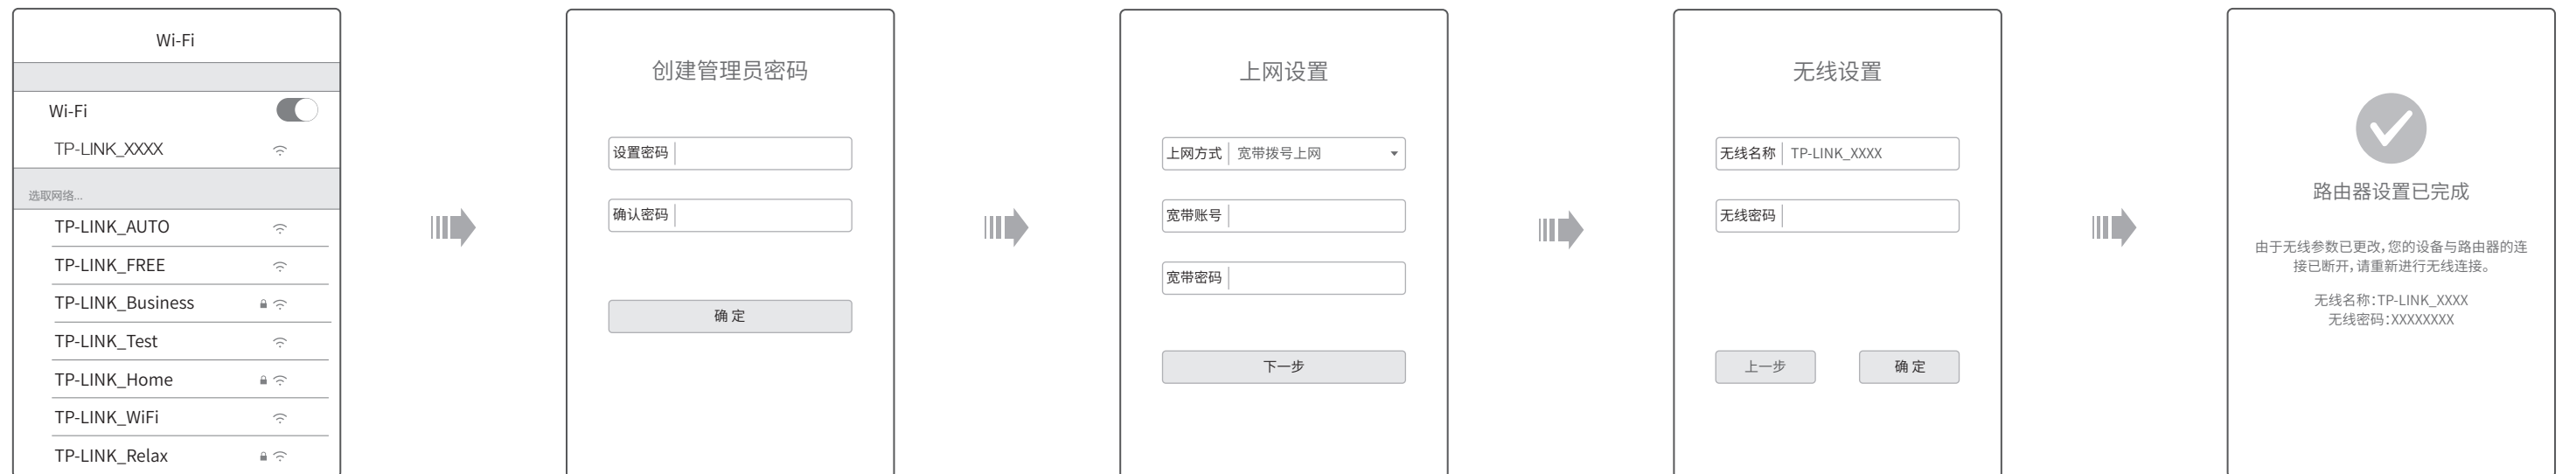 Wi-Fi
Wi-Fi
TP-LINK_XXXX
选取网络...
TP-LINK_AUTO
TP-LINK_FREE
TP-LINK_Business
TP-LINK_Test
TP-LINK_Home
TP-LINK_WiFi
TP-LINK_Relax
创建管理员密码
设置密码
确认密码
确 定
上网设置
上网方式 宽带拨号上网
宽带账号
宽带密码
下一步
无线设置
无线名称 TP-LINK_XXXX
无线密码
上一步 确 定
路由器设置已完成
由于无线参数已更改，您的设备与路由器的连
接已断开，请重新进行无线连接。
无线名称：TP-LINK_XXXX
无线密码：XXXXXXXX